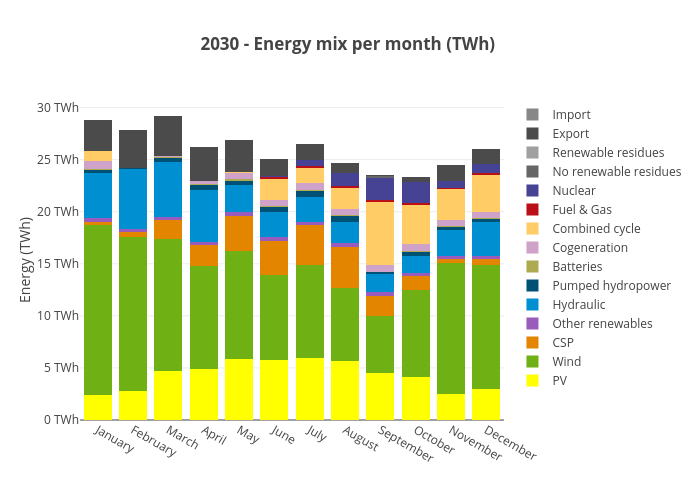 2030 - Energy mix per month (TWh)
30 TWh
25 TWh
20 TWh
15 TWh
10 TWh
5 TWh
0 TWh
Energy (TWh)
January
February
March
April
May
June
July
August
September
October
November
December
Import
Export
Renewable residues
No renewable residues
Nuclear
Fuel & Gas
Combined cycle
Cogeneration
Batteries
Pumped hydropower
Hydraulic
Other renewables
CSP
Wind
PV